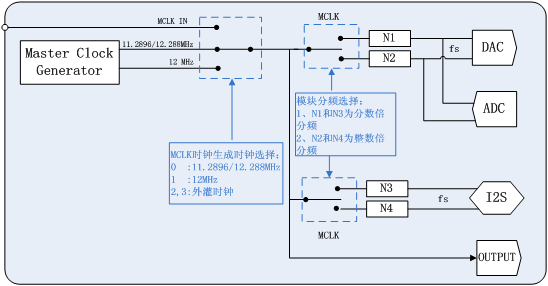 MCLK IN
MCLK
11.2896/12.288MHz
Master Clock
Generator
12 MHz
N1
N2
fs
DAC
ADC
模块分频选择：
1、N1和N3为分数倍
分频
2、N2和N4为整数倍
分频
MCLK时钟生成时钟选择：
0 :11.2896/12.288MHz
1 :12MHz
2,3:外灌时钟
N3
N4
fs
I2S
MCLK
OUTPUT